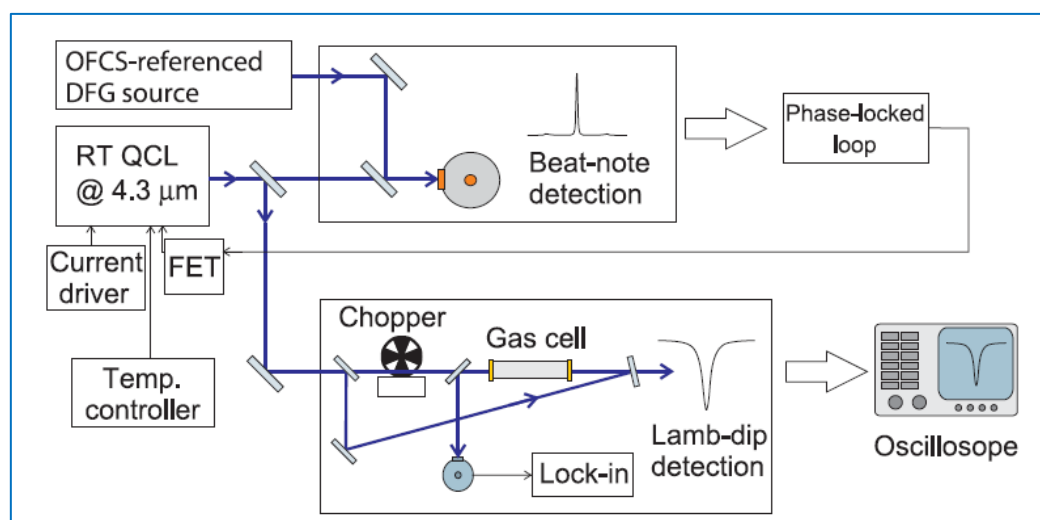 OFCS-referenced
DFG source
RT QCL
@ 4.3 μm
Beat-note
detection
Phase-locked
loop
Current
driver
FET
Temp.
controller
Chopper
Gas cell
Lamb-dip
detection
Lock-in
Oscillosope